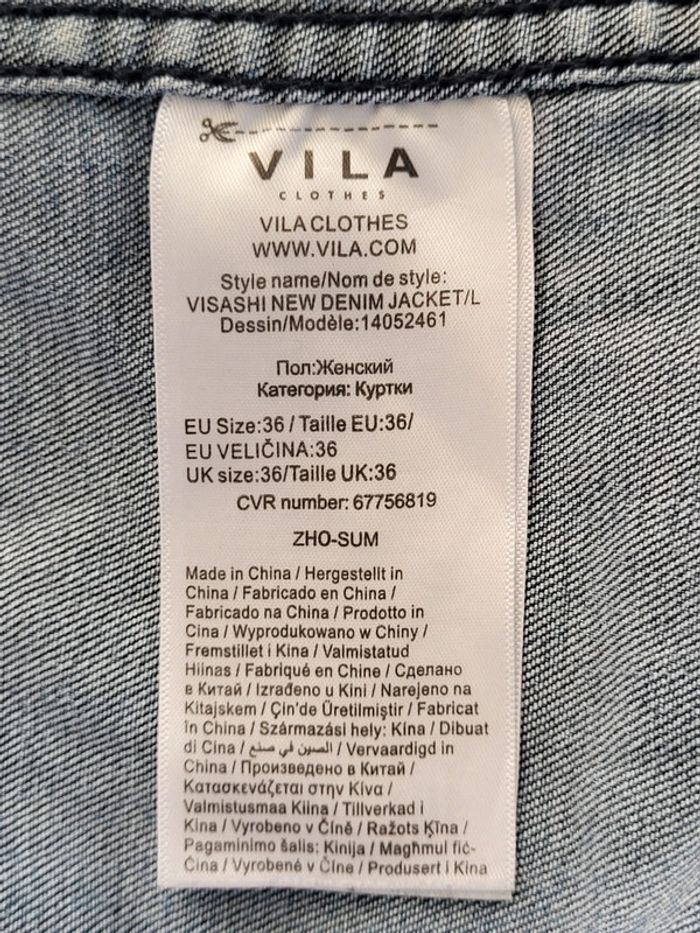 VILA
CLOTHES
VILA CLOTHES
WWW.VILA.COM
Style name/Nom de style:
VISASHI NEW DENIM JACKET/L
Dessin/Modèle:14052461
Пол:Женский
Категория: Куртки
EU Size:36 / Taille EU:36/
EU VELIČINA:36
UK size:36/Taille UK:36
CVR number: 67756819
ZHO-SUM
Made in China / Hergestellt in
China / Fabricado en China /
Fabricado na China / Prodotto in
Cina / Wyprodukowano w Chiny /
Fremstillet i Kina / Valmistatud
Hiinas / Fabriqué en Chine / Сделано
в Китай / Izrađeno u Kini / Narejeno na
Kitajskem / Çin'de Üretilmiştir / Fabricat
în China / Származási hely: Kína / Dibuat
di Cina / الصين في صنع / Vervaardigd in
China / Произведено в Китай /
Κατασκευάζεται στην Κίνα /
Valmistusmaa Kiina / Tillverkad i
Kina / Vyrobeno v Číně / Ražots Ķīna /
Pagaminimo šalis: Kinija / Magħmul fiċ-
Ċina / Vyrobené v Číne / Produsert i Kina